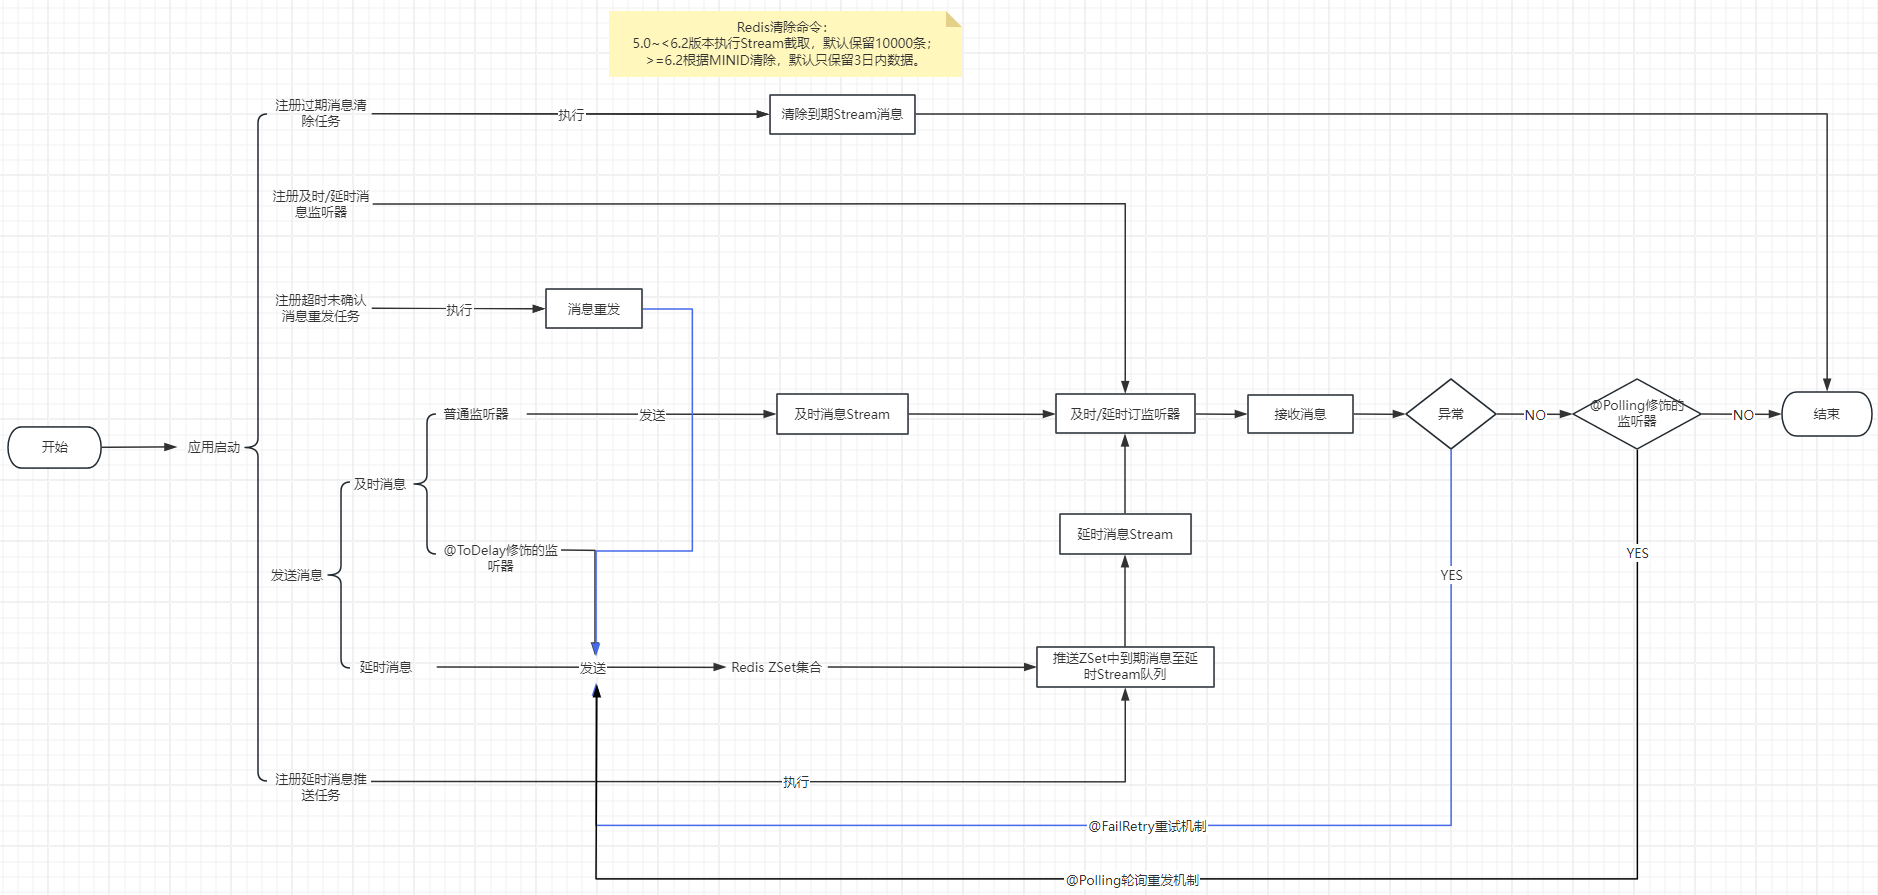 Redis清除命令：
5.0~<6.2版本执行Stream截取，默认保留10000条；
>=6.2根据MINID清除，默认只保留3日内数据。
注册过期消息清
除任务
执行
清除到期Stream消息
注册及时/延时消
息监听器
注册超时未确认
消息重发任务
执行
消息重发
普通监听器
发送
及时消息Stream
及时/延时订监听器
接收消息
异常
NO
@Polling修饰的
监听器
NO
结束
开始
应用启动
及时消息
@ToDelay修饰的监
听器
延时消息Stream
YES
YES
发送消息
延时消息
发送
Redis ZSet集合
推送ZSet中到期消息至延
时Stream队列
注册延时消息推
送任务
执行
@FailRetry重试机制
@Polling轮询重发机制